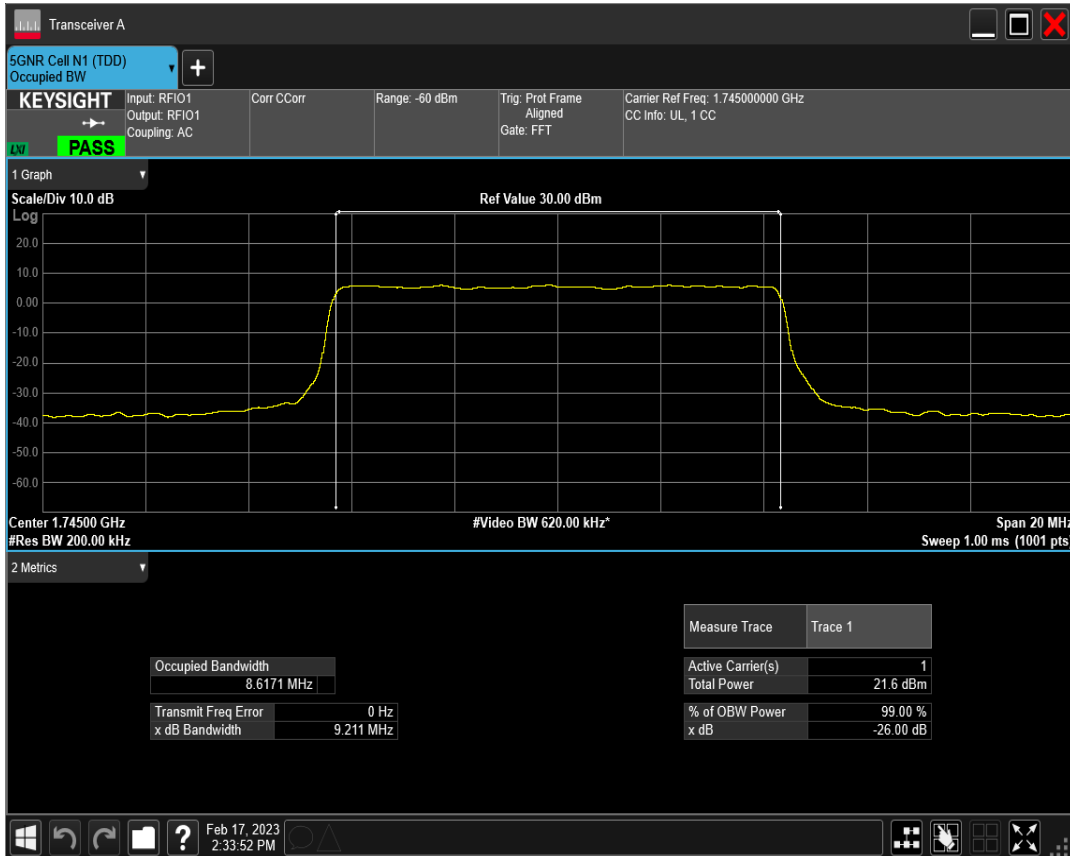 Transceiver A
5GNR Cell N1 (TDD)
Occupied BW
+
KEYSIGHT
LXI
PASS
Input: RFIO1
Output: RFIO1
Coupling: AC
Corr CCorr
Range: -60 dBm
Trig: Prot Frame
Aligned
Gate: FFT
Carrier Ref Freq: 1.745000000 GHz
CC Info: UL, 1 CC
1 Graph
Scale/Div 10.0 dB
Ref Value 30.00 dBm
Log
20.0
10.0
0.00
-10.0
-20.0
-30.0
-40.0
-50.0
-60.0
Center 1.74500 GHz
#Video BW 620.00 kHz*
Span 20 MHz
#Res BW 200.00 kHz
Sweep 1.00 ms (1001 pts)
2 Metrics
Measure Trace Trace 1
Occupied Bandwidth
8.6171 MHz
Active Carrier(s) 1
Total Power 21.6 dBm
Transmit Freq Error 0 Hz
x dB Bandwidth 9.211 MHz
% of OBW Power 99.00 %
x dB -26.00 dB
?
Feb 17, 2023
2:33:52 PM